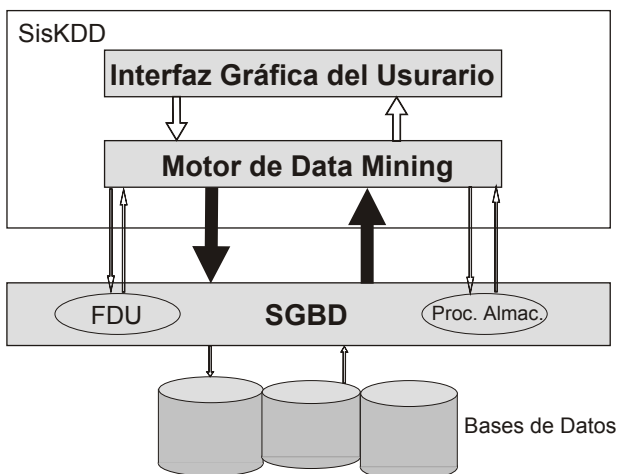 SisKDD
Interfaz Gráfica del Usurario
Motor de Data Mining
FDU
SGBD
Proc. Almac.
Bases de Datos